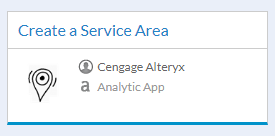 Create a Service Area
Cengage Alteryx
a Analytic App